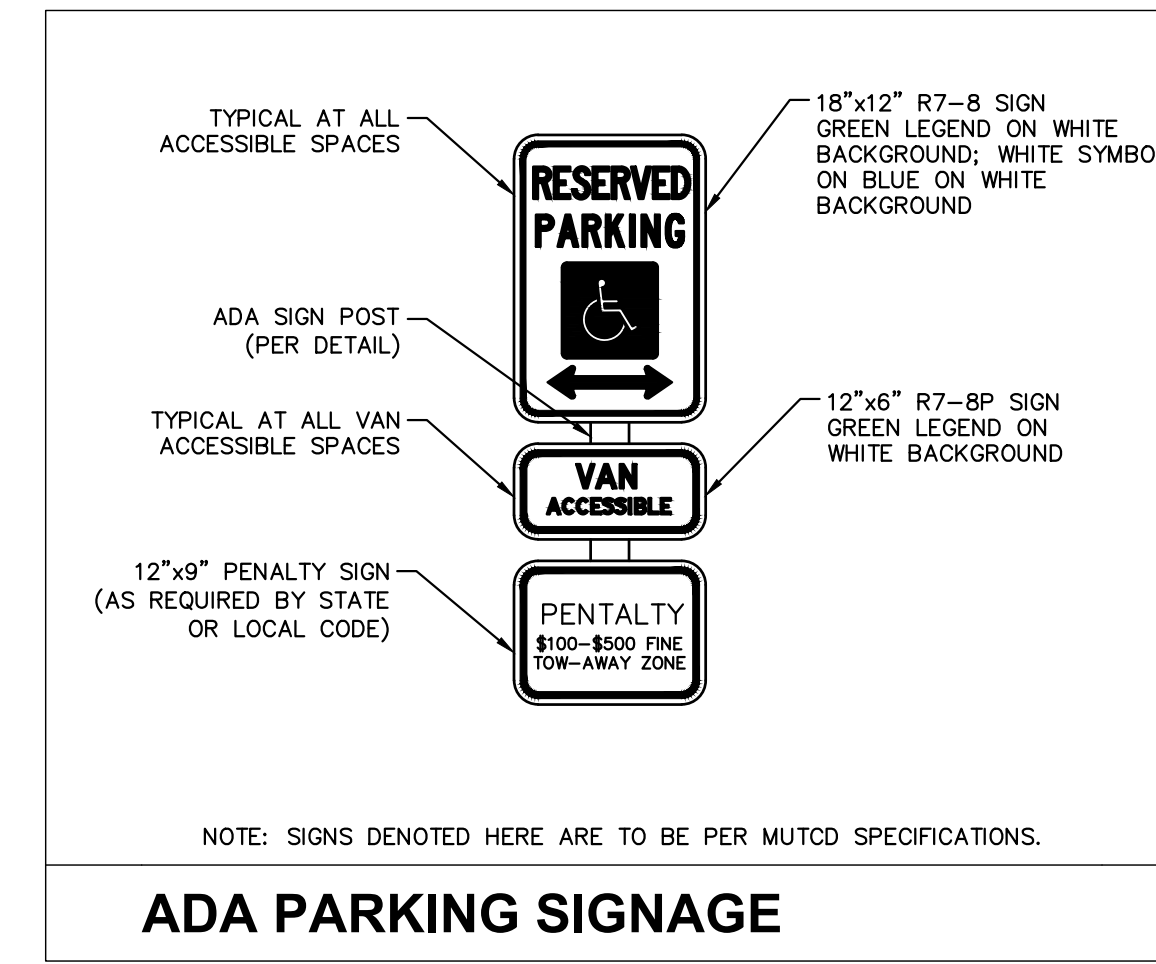 TYPICAL AT ALL
ACCESSIBLE SPACES
18”x12” R7–8 SIGN
GREEN LEGEND ON WHITE
BACKGROUND; WHITE SYMBO
ON BLUE ON WHITE
BACKGROUND
RESERVED
PARKING
ADA SIGN POST
(PER DETAIL)
TYPICAL AT ALL VAN
ACCESSIBLE SPACES
12”x6” R7–8P SIGN
GREEN LEGEND ON
WHITE BACKGROUND
VAN
ACCESSIBLE
12”x9” PENALTY SIGN
(AS REQUIRED BY STATE
OR LOCAL CODE)
PENTALTY
$100–$500 FINE
TOW–AWAY ZONE
NOTE: SIGNS DENOTED HERE ARE TO BE PER MUTCD SPECIFICATIONS.
ADA PARKING SIGNAGE